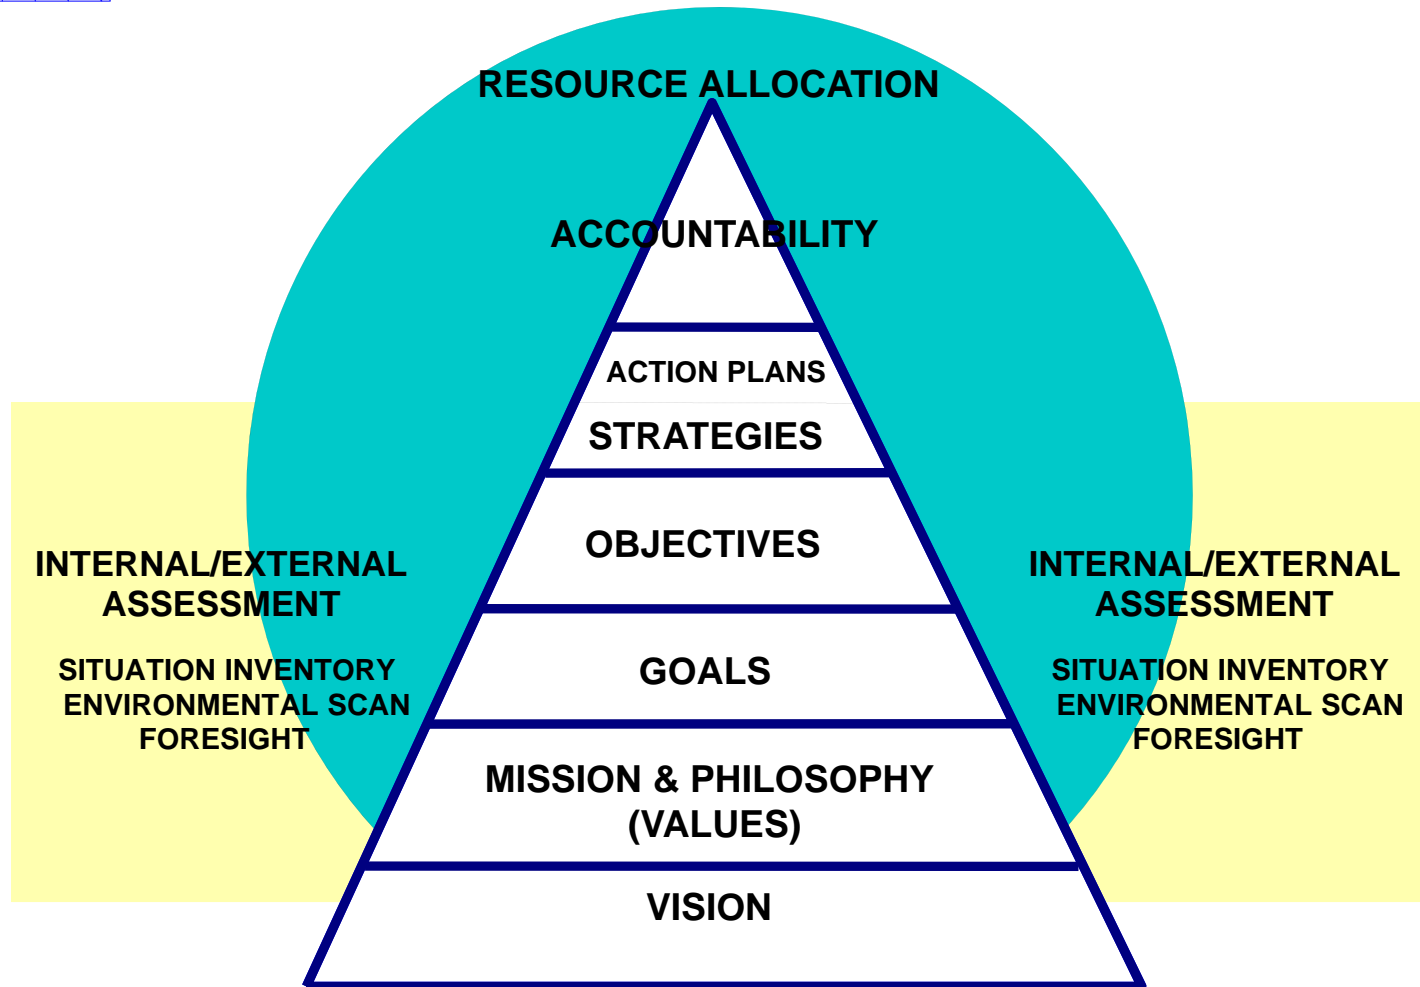 RESOURCE ALLOCATION
ACCOUNTABILITY
ACTION PLANS
STRATEGIES
OBJECTIVES
GOALS
MISSION & PHILOSOPHY
(VALUES)
VISION
INTERNAL/EXTERNAL
ASSESSMENT
SITUATION INVENTORY
ENVIRONMENTAL SCAN
FORESIGHT
INTERNAL/EXTERNAL
ASSESSMENT
SITUATION INVENTORY
ENVIRONMENTAL SCAN
FORESIGHT